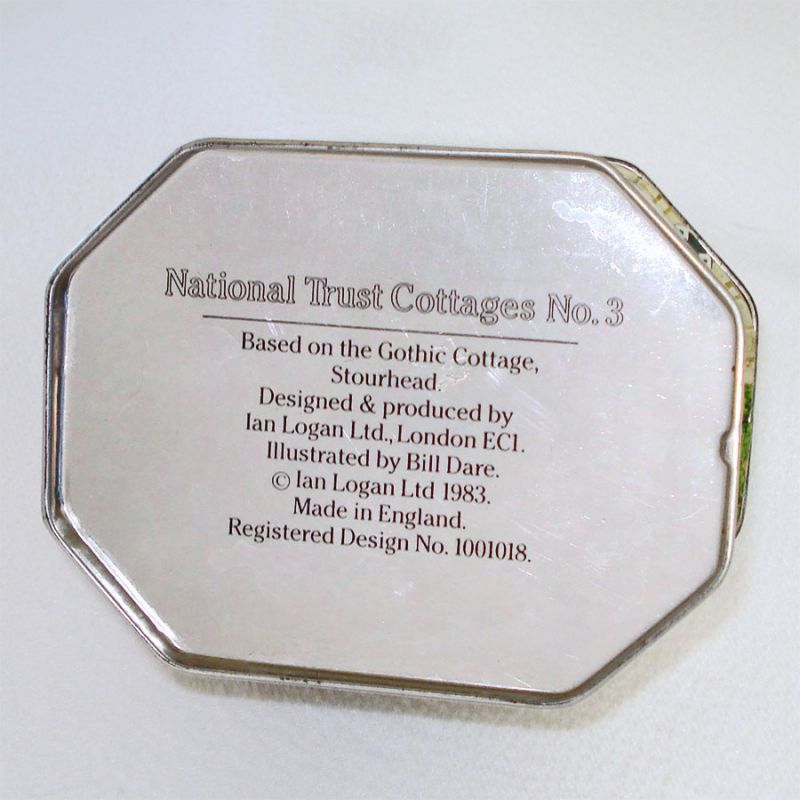 National Trust Cottages No. 3
Based on the Gothic Cottage,
Stourhead.
Designed & produced by
Ian Logan Ltd., London EC1.
Illustrated by Bill Dare.
© Ian Logan Ltd 1983.
Made in England.
Registered Design No. 1001018.